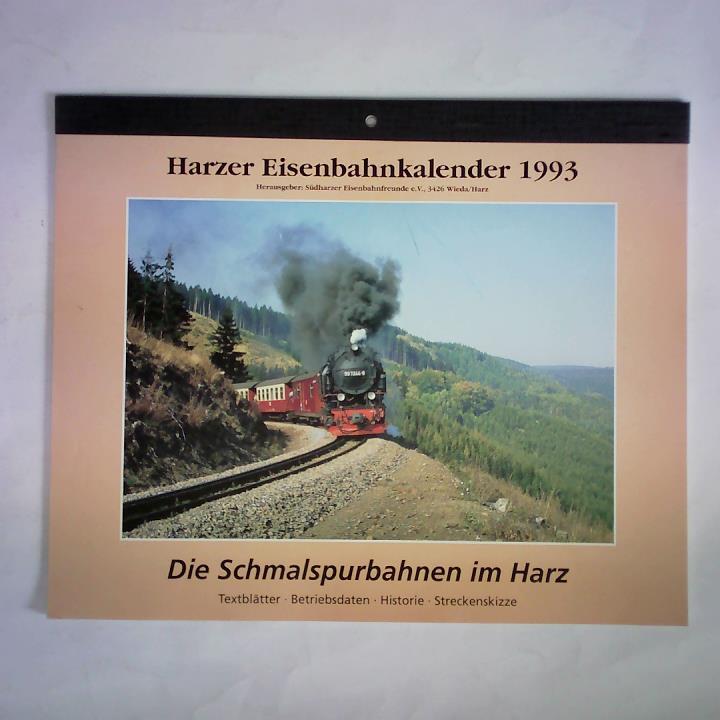 Harzer Eisenbahnkalender 1993
Herausgeber: Südharzer Eisenbahnfreunde e.V., 3426 Wieda/Harz
Die Schmalspurbahnen im Harz
Textblätter · Betriebsdaten · Historie · Streckenskizze